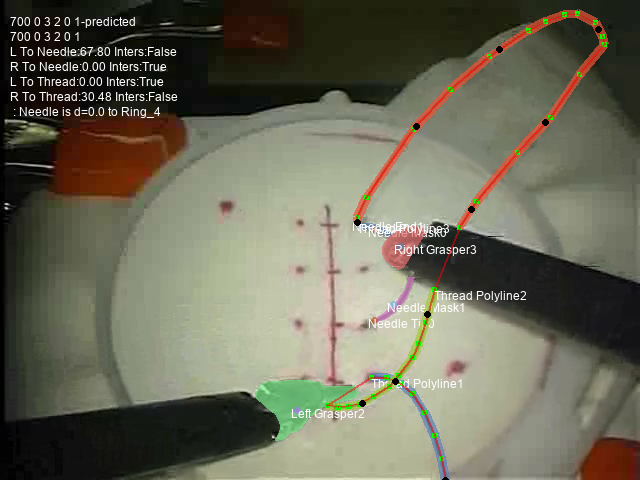 700 0 3 2 0 1-predicted
700 0 3 2 0 1
L To Needle:67.80 Inters:False
R To Needle:0.00 Inters:True
L To Thread:0.00 Inters:True
R To Thread:30.48 Inters:False
: Needle is d=0.0 to Ring_4
Right Grasper3
Thread Polyline2
Needle Mask1
Thread Polyline1
Left Grasper2